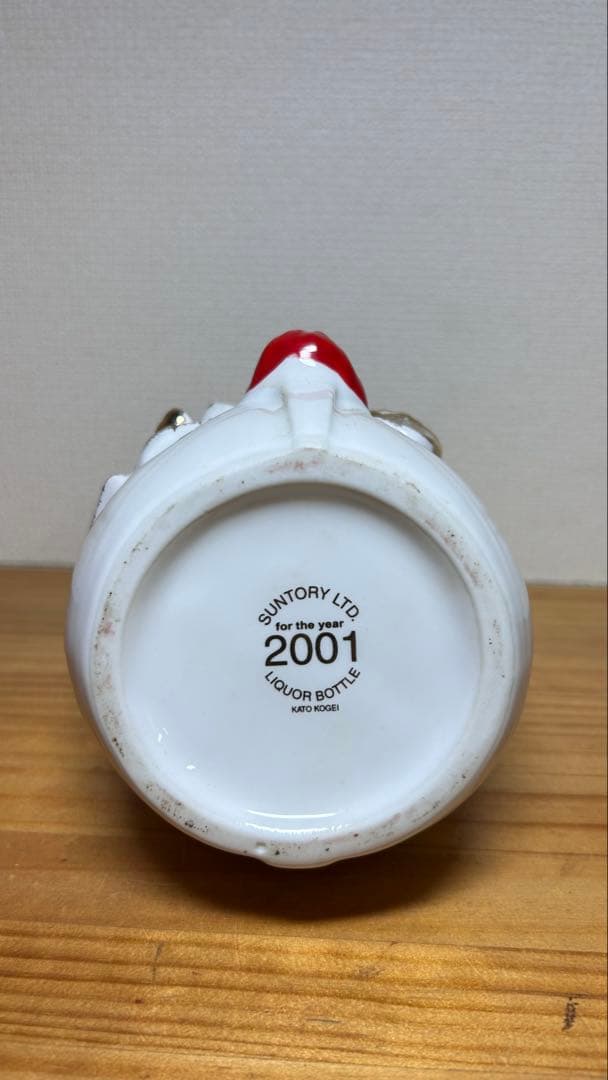 SUNTORY LTD.
for the year
2001
LIQUOR BOTTLE
KATO KOGEI